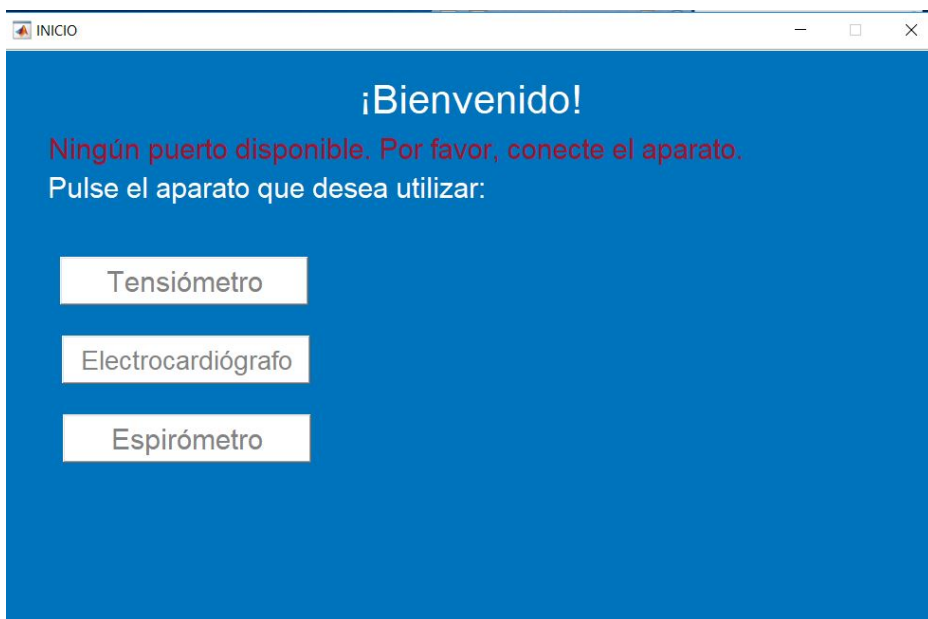 INICIO
¡Bienvenido!
Ningún puerto disponible. Por favor, conecte el aparato.
Pulse el aparato que desea utilizar:
Tensiómetro
Electrocardiógrafo
Espirómetro